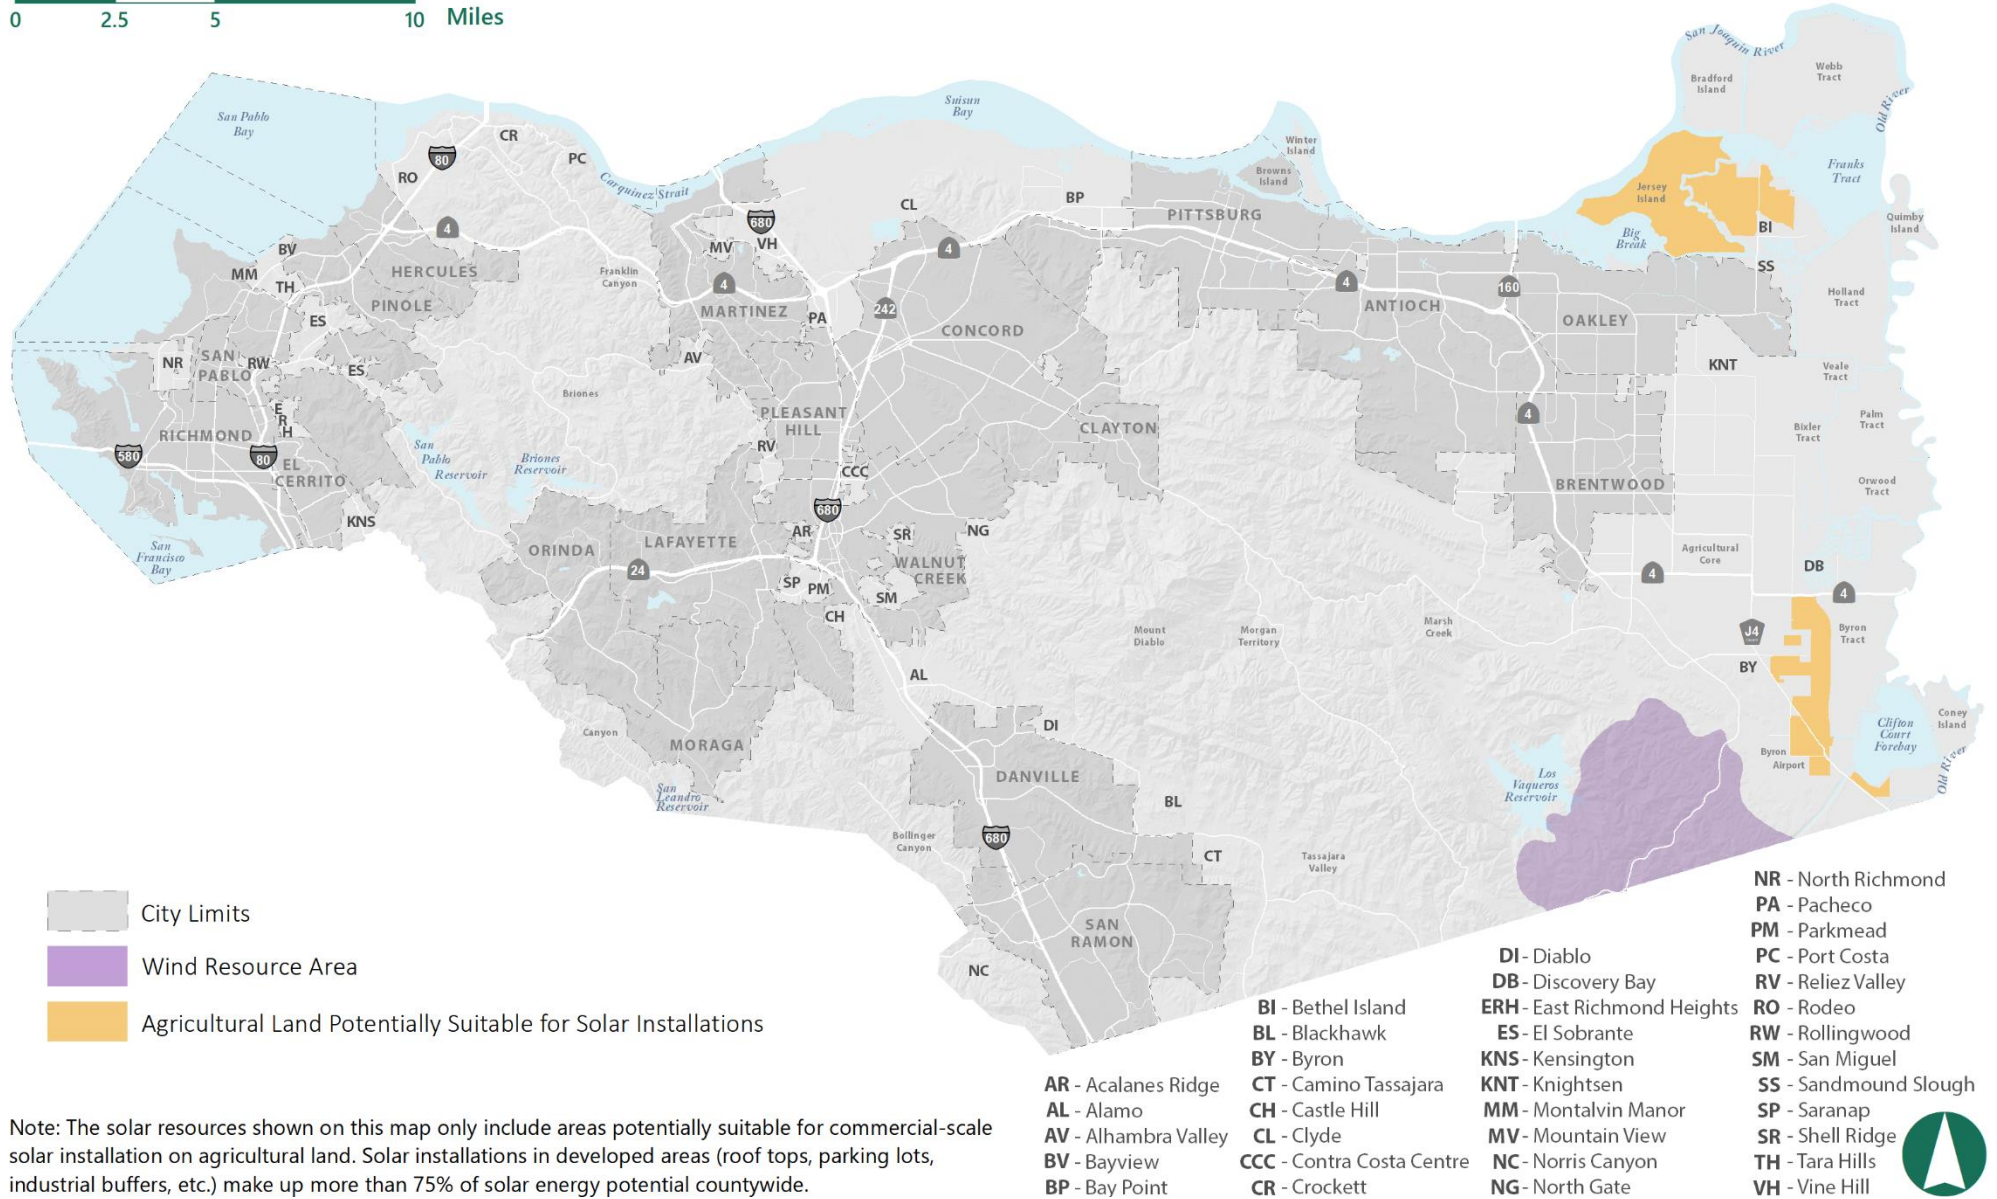 0 2.5 5 10 Miles
San Joaquin River
Bradford
Island
Webb
Tract
Old River
San Pablo
Bay
Suisun
Bay
CR
80
PC
RO
Carquinez Strait
Winter
Island
Browns
Island
Franks
Tract
Jersey
Island
BP
CL
PITTSBURG
Quimby
Island
BI
Big
Break
680
4
MV
VH
4
BV
MM
TH
HERCULES
PINOLE
Franklin
Canyon
4
MARTINEZ
PA
242
CONCORD
4
ANTIOCH
160
OAKLEY
SS
Holland
Tract
ES
NR
SAN
PABLO
RW
ES
AV
KNT
Veale
Tract
Briones
E
R
H
RICHMOND
580
80
EL
CERRITO
KNS
San
Pablo
Reservoir
Briones
Reservoir
PLEASANT
HILL
RV
CCC
CLAYTON
4
Palm
Tract
Bixler
Tract
BRENTWOOD
Orwood
Tract
San
Francisco
Bay
680
AR
SR
NG
ORINDA
LAFAYETTE
24
WALNUT
CREEK
SP
PM
SM
CH
Agricultural
Core
4
DB
4
Mount
Diablo
Morgan
Territory
Marsh
Creek
J4
Byron
Tract
BY
AL
DI
Canyon
MORAGA
San
Leandro
Reservoir
DANVILLE
BL
Los
Vaqueros
Reservoir
Byron
Airport
Clifton
Court
Forebay
Coney
Island
Old River
680
Bollinger
Canyon
CT
Tassajara
Valley
SAN
RAMON
NC
City Limits
Wind Resource Area
Agricultural Land Potentially Suitable for Solar Installations
Note: The solar resources shown on this map only include areas potentially suitable for commercial-scale
solar installation on agricultural land. Solar installations in developed areas (roof tops, parking lots,
industrial buffers, etc.) make up more than 75% of solar energy potential countywide.
AR - Acalanes Ridge
AL - Alamo
AV - Alhambra Valley
BV - Bayview
BP - Bay Point
BI - Bethel Island
BL - Blackhawk
BY - Byron
CT - Camino Tassajara
CH - Castle Hill
CL - Clyde
CCC - Contra Costa Centre
CR - Crockett
DI - Diablo
DB - Discovery Bay
ERH - East Richmond Heights
ES - El Sobrante
KNS - Kensington
KNT - Knightsen
MM - Montalvin Manor
MV - Mountain View
NC - Norris Canyon
NG - North Gate
NR - North Richmond
PA - Pacheco
PM - Parkmead
PC - Port Costa
RV - Reliez Valley
RO - Rodeo
RW - Rollingwood
SM - San Miguel
SS - Sandmound Slough
SP - Saranap
SR - Shell Ridge
TH - Tara Hills
VH - Vine Hill